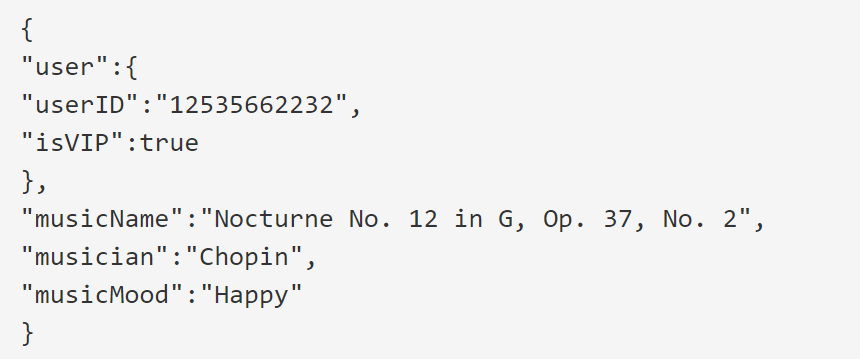 {
"user":{
"userID":"12535662232",
"isVIP":true
},
"musicName":"Nocturne No. 12 in G, Op. 37, No. 2",
"musician":"Chopin",
"musicMood":"Happy"
}